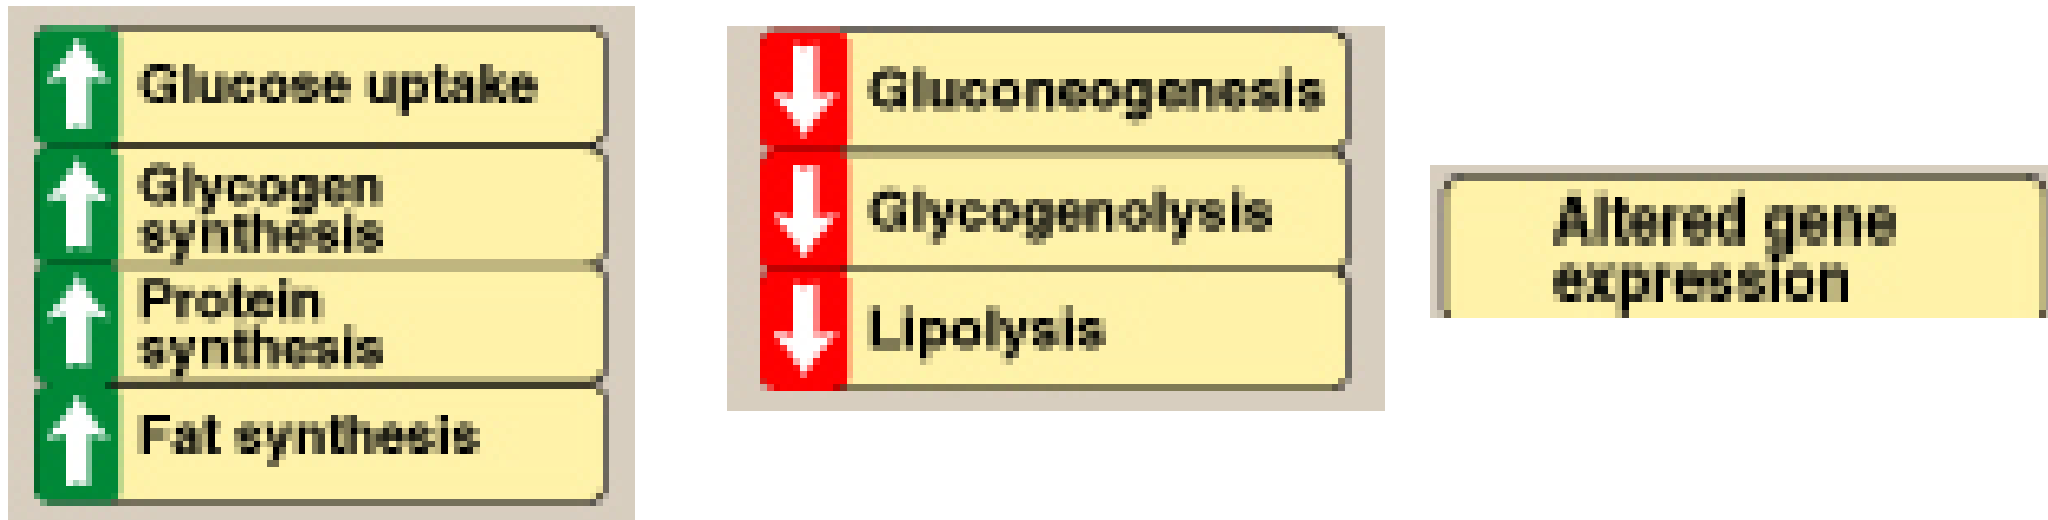 Glucose uptake
Glycogen
synthesis
Protein
synthesis
Fat synthesis
Gluconeogenesis
Glycogenolysis
Lipolysis
Altered gene
expression